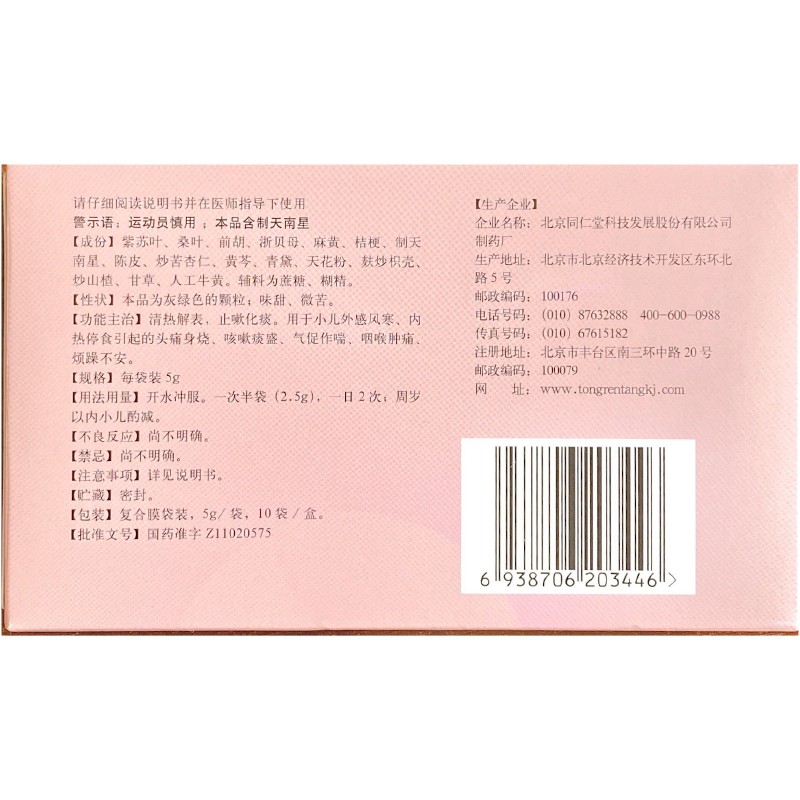 请仔细阅读说明书并在医师指导下使用
警示语：运动员慎用；本品含制天南星
【成份】紫苏叶、桑叶、前胡、浙贝母、麻黄、桔梗、制天
南星、陈皮、炒苦杏仁、黄芩、青黛、天花粉、麸炒枳壳、
炒山楂、甘草、人工牛黄。辅料为蔗糖、糊精。
【性状】本品为灰绿色的颗粒；味甜、微苦。
【功能主治】清热解表，止嗽化痰。用于小儿外感风寒、内
热停食引起的头痛身烧、咳嗽痰盛、气促作喘、咽喉肿痛、
烦躁不安。
【规格】每袋装5g
【用法用量】开水冲服。一次半袋（2.5g），一日2次；周岁
以内小儿酌减。
【不良反应】尚不明确。
【禁忌】尚不明确。
【注意事项】详见说明书。
【贮藏】密封。
【包装】复合膜袋装，5g/袋，10袋/盒。
【批准文号】国药准字Z11020575
【生产企业】
企业名称：北京同仁堂科技发展股份有限公司
制药厂
生产地址：北京市北京经济技术开发区东环北
路5号
邮政编码：100176
电话号码：(010) 87632888 400-600-0988
传真号码：(010) 67615182
注册地址：北京市丰台区南三环中路20号
邮政编码：100079
网 址：www.tongrentangkj.com
6 938706 203446 >